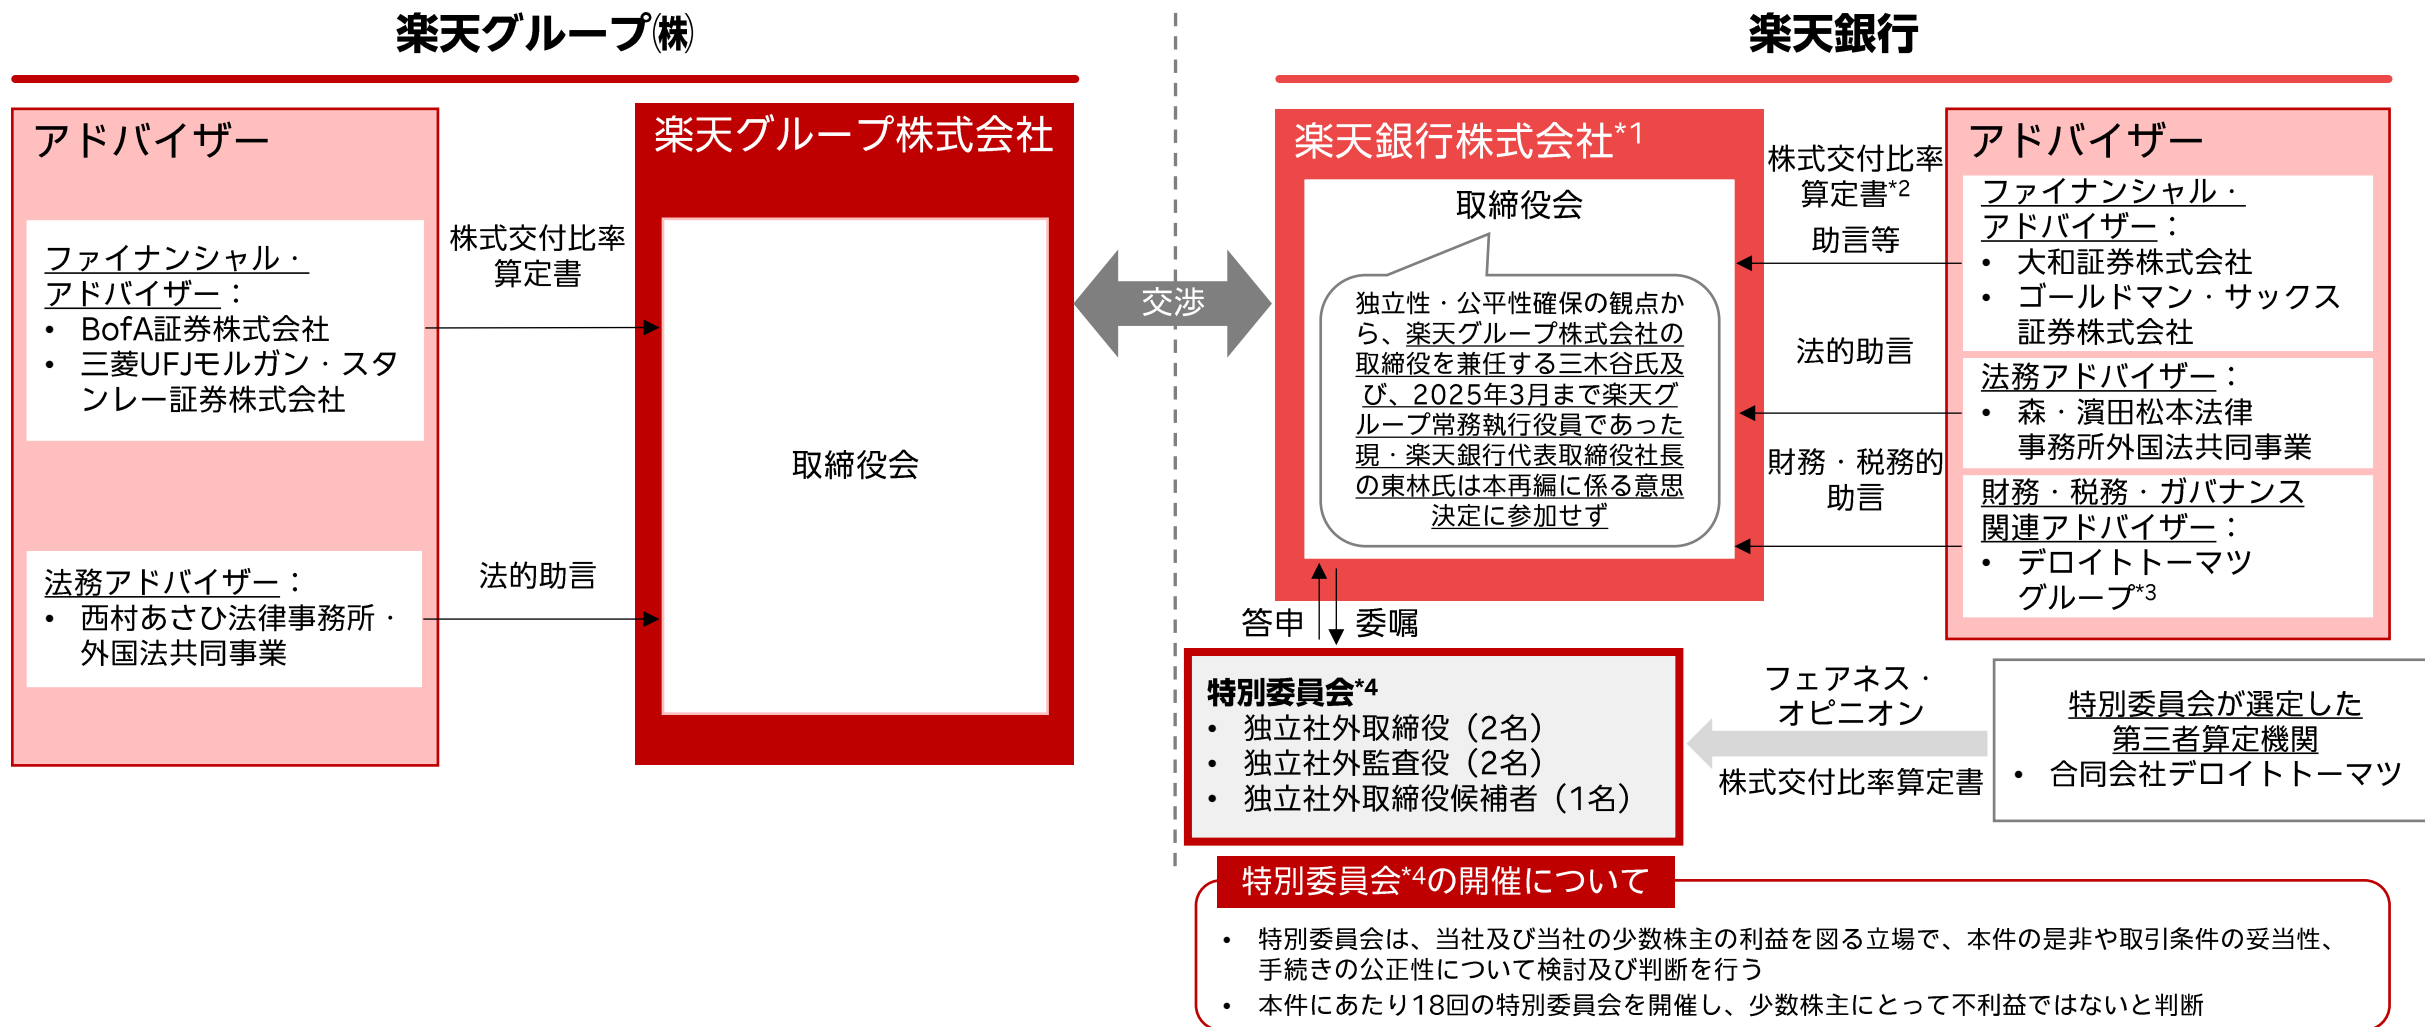 楽天グループ㈱
アドバイザー
ファイナンシャル・
アドバイザー：
• BofA証券株式会社
• 三菱UFJモルガン・スタ
ンレー証券株式会社
法務アドバイザー：
• 西村あさひ法律事務所・
外国法共同事業
株式交付比率
算定書
法的助言
楽天グループ株式会社
取締役会
交渉
楽天銀行
楽天銀行株式会社*1
取締役会
独立性・公平性確保の観点か
ら、楽天グループ株式会社の
取締役を兼任する三木谷氏及
び、2025年3月まで楽天グ
ループ常務執行役員であった
現・楽天銀行代表取締役社長
の東林氏は本再編に係る意思
決定に参加せず
株式交付比率
算定書*2
助言等
法的助言
財務・税務的
助言
アドバイザー
ファイナンシャル・
アドバイザー：
• 大和証券株式会社
• ゴールドマン・サックス
証券株式会社
法務アドバイザー：
• 森・濱田松本法律
事務所外国法共同事業
財務・税務・ガバナンス
関連アドバイザー：
• デロイトトーマツ
グループ*3
答申
委嘱
特別委員会*4
• 独立社外取締役（2名）
• 独立社外監査役（2名）
• 独立社外取締役候補者（1名）
フェアネス・
オピニオン
株式交付比率算定書
特別委員会が選定した
第三者算定機関
• 合同会社デロイトトーマツ
特別委員会*4の開催について
• 特別委員会は、当社及び当社の少数株主の利益を図る立場で、本件の是非や取引条件の妥当性、
手続きの公正性について検討及び判断を行う
• 本件にあたり18回の特別委員会を開催し、少数株主にとって不利益ではないと判断